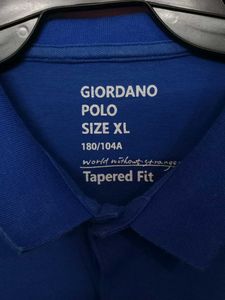 GIORDANO
POLO
SIZE XL
180/104A
world without strangers
Tapered Fit